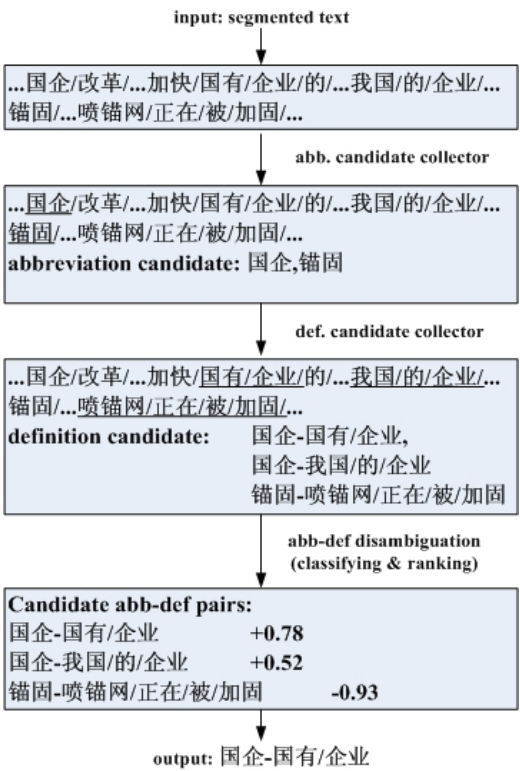 input: segmented text
...国企/改革/...加快/国有/企业/的/...我国/的/企业/...
锚固/...喷锚网/正在/被/加固/...
abb. candidate collector
...国企/改革/...加快/国有/企业/的/...我国/的/企业/...
锚固/...喷锚网/正在/被/加固/...
abbreviation candidate: 国企,锚固
def. candidate collector
...国企/改革/...加快/国有/企业/的/...我国/的/企业/...
锚固/...喷锚网/正在/被/加固/...
definition candidate: 国企-国有/企业,
国企-我国/的/企业
锚固-喷锚网/正在/被/加固
abb-def disambiguation
(classifying & ranking)
Candidate abb-def pairs:
国企-国有/企业 +0.78
国企-我国/的/企业 +0.52
锚固-喷锚网/正在/被/加固 -0.93
output: 国企-国有/企业